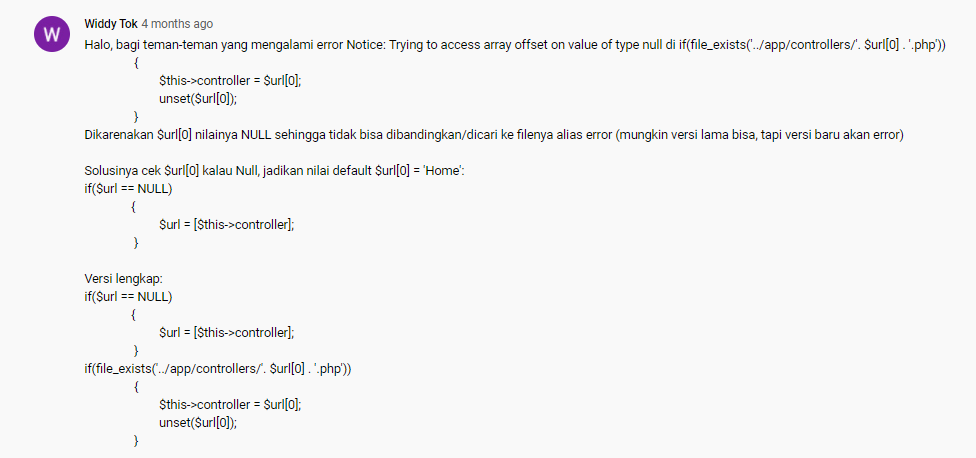 W
Widdy Tok 4 months ago
Halo, bagi teman-teman yang mengalami error Notice: Trying to access array offset on value of type null di if(file_exists('../app/controllers/'. $url[0] . '.php'))
{
$this->controller = $url[0];
unset($url[0]);
}
Dikarenakan $url[0] nilainya NULL sehingga tidak bisa dibandingkan/dicari ke filenya alias error (mungkin versi lama bisa, tapi versi baru akan error)
Solusinya cek $url[0] kalau Null, jadikan nilai default $url[0] = 'Home':
if($url == NULL)
{
$url = [$this->controller];
}
Versi lengkap:
if($url == NULL)
{
$url = [$this->controller];
}
if(file_exists('../app/controllers/'. $url[0] . '.php'))
{
$this->controller = $url[0];
unset($url[0]);
}